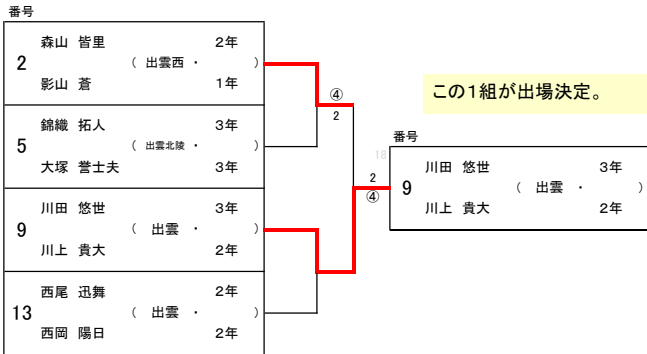 番号
2
森山 皆里 2年
( 出雲西 ・ )
影山 蒼 1年
5
錦織 拓人 3年
( 出雲北陵 ・ )
大塚 誉士夫 3年
9
川田 悠世 3年
( 出雲 ・ )
川上 貴大 2年
13
西尾 迅舞 2年
( 出雲 ・ )
西岡 陽日 2年
④
2
2
④
この1組が出場決定。
18
番号
9
川田 悠世 3年
( 出雲 ・ )
川上 貴大 2年